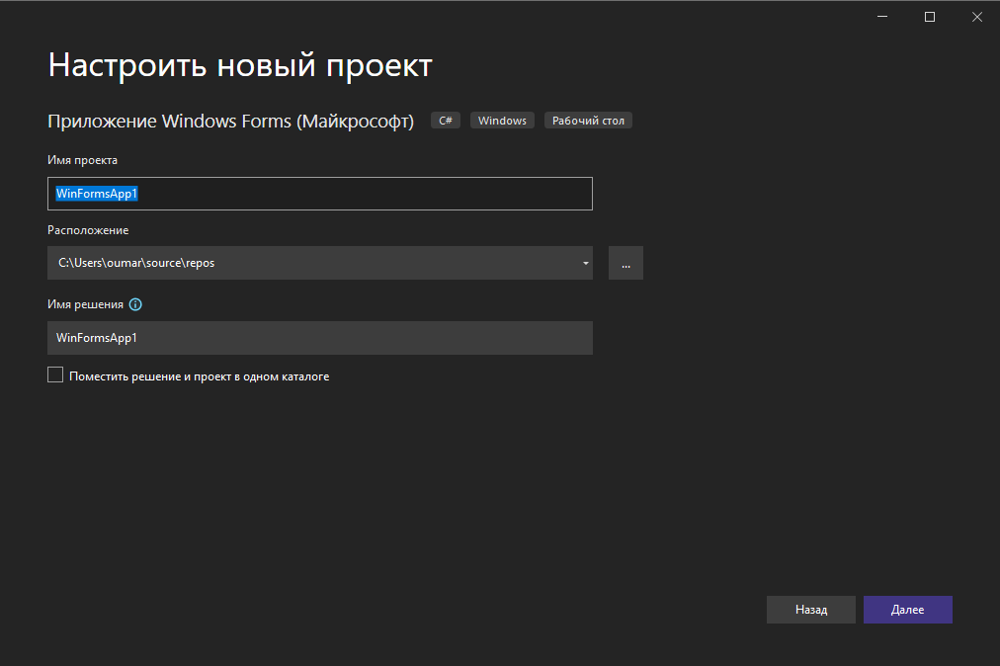 Настроить новый проект
Приложение Windows Forms (Майкрософт) C# Windows Рабочий стол
Имя проекта
WinFormsApp1
Расположение
C:\Users\oumar\source\repos
...
Имя решения
WinFormsApp1
Поместить решение и проект в одном каталоге
Назад Далее